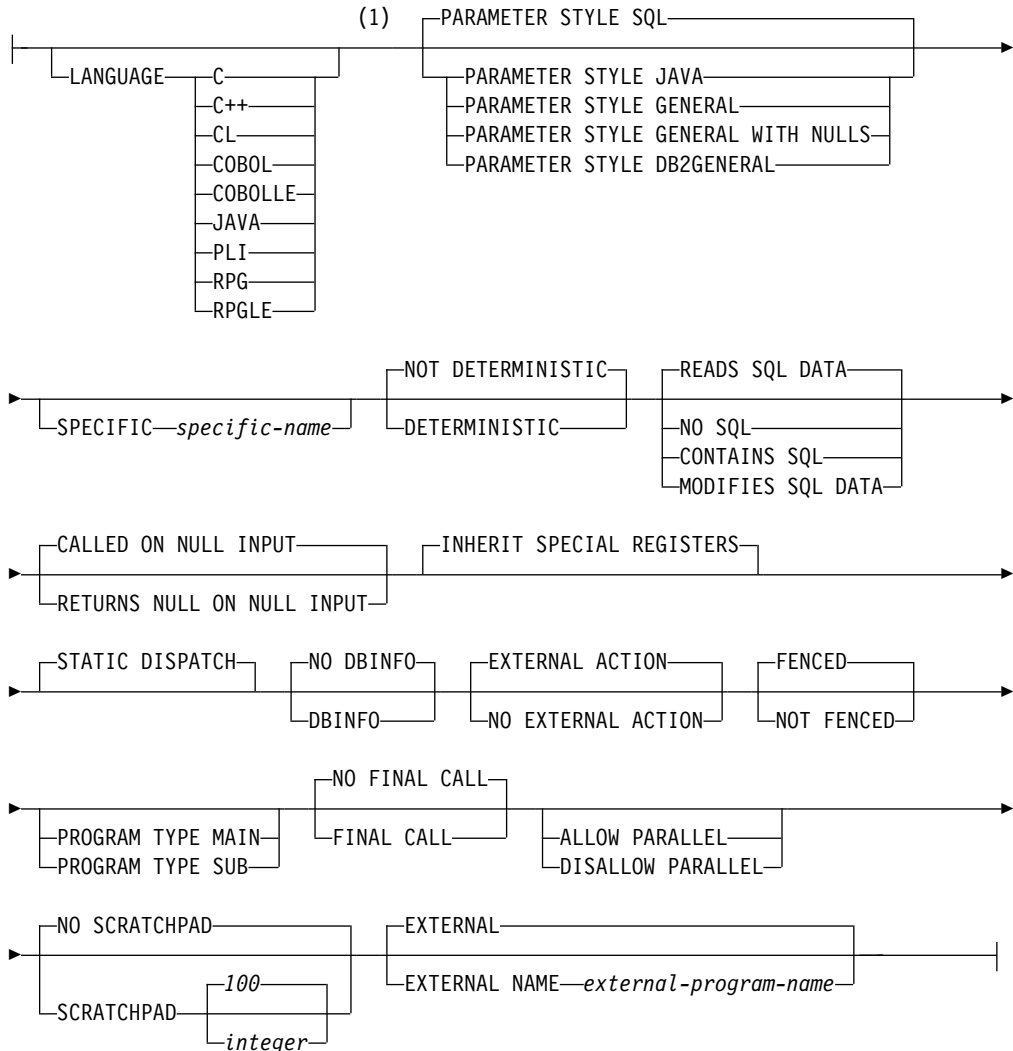 (1) PARAMETER STYLE SQL
LANGUAGE C PARAMETER STYLE JAVA
C++ PARAMETER STYLE GENERAL
CL PARAMETER STYLE GENERAL WITH NULLS
COBOL PARAMETER STYLE DB2GENERAL
COBOLLE
JAVA
PLI
RPG
RPGLE
NOT DETERMINISTIC READS SQL DATA
SPECIFIC specific-name DETERMINISTIC NO SQL
CONTAINS SQL
MODIFIES SQL DATA
CALLED ON NULL INPUT INHERIT SPECIAL REGISTERS
RETURNS NULL ON NULL INPUT
STATIC DISPATCH NO DBINFO EXTERNAL ACTION FENCED
DBINFO NO EXTERNAL ACTION NOT FENCED
NO FINAL CALL
PROGRAM TYPE MAIN FINAL CALL ALLOW PARALLEL
PROGRAM TYPE SUB DISALLOW PARALLEL
NO SCRATCHPAD EXTERNAL
100 EXTERNAL NAME external-program-name
SCRATCHPAD
integer